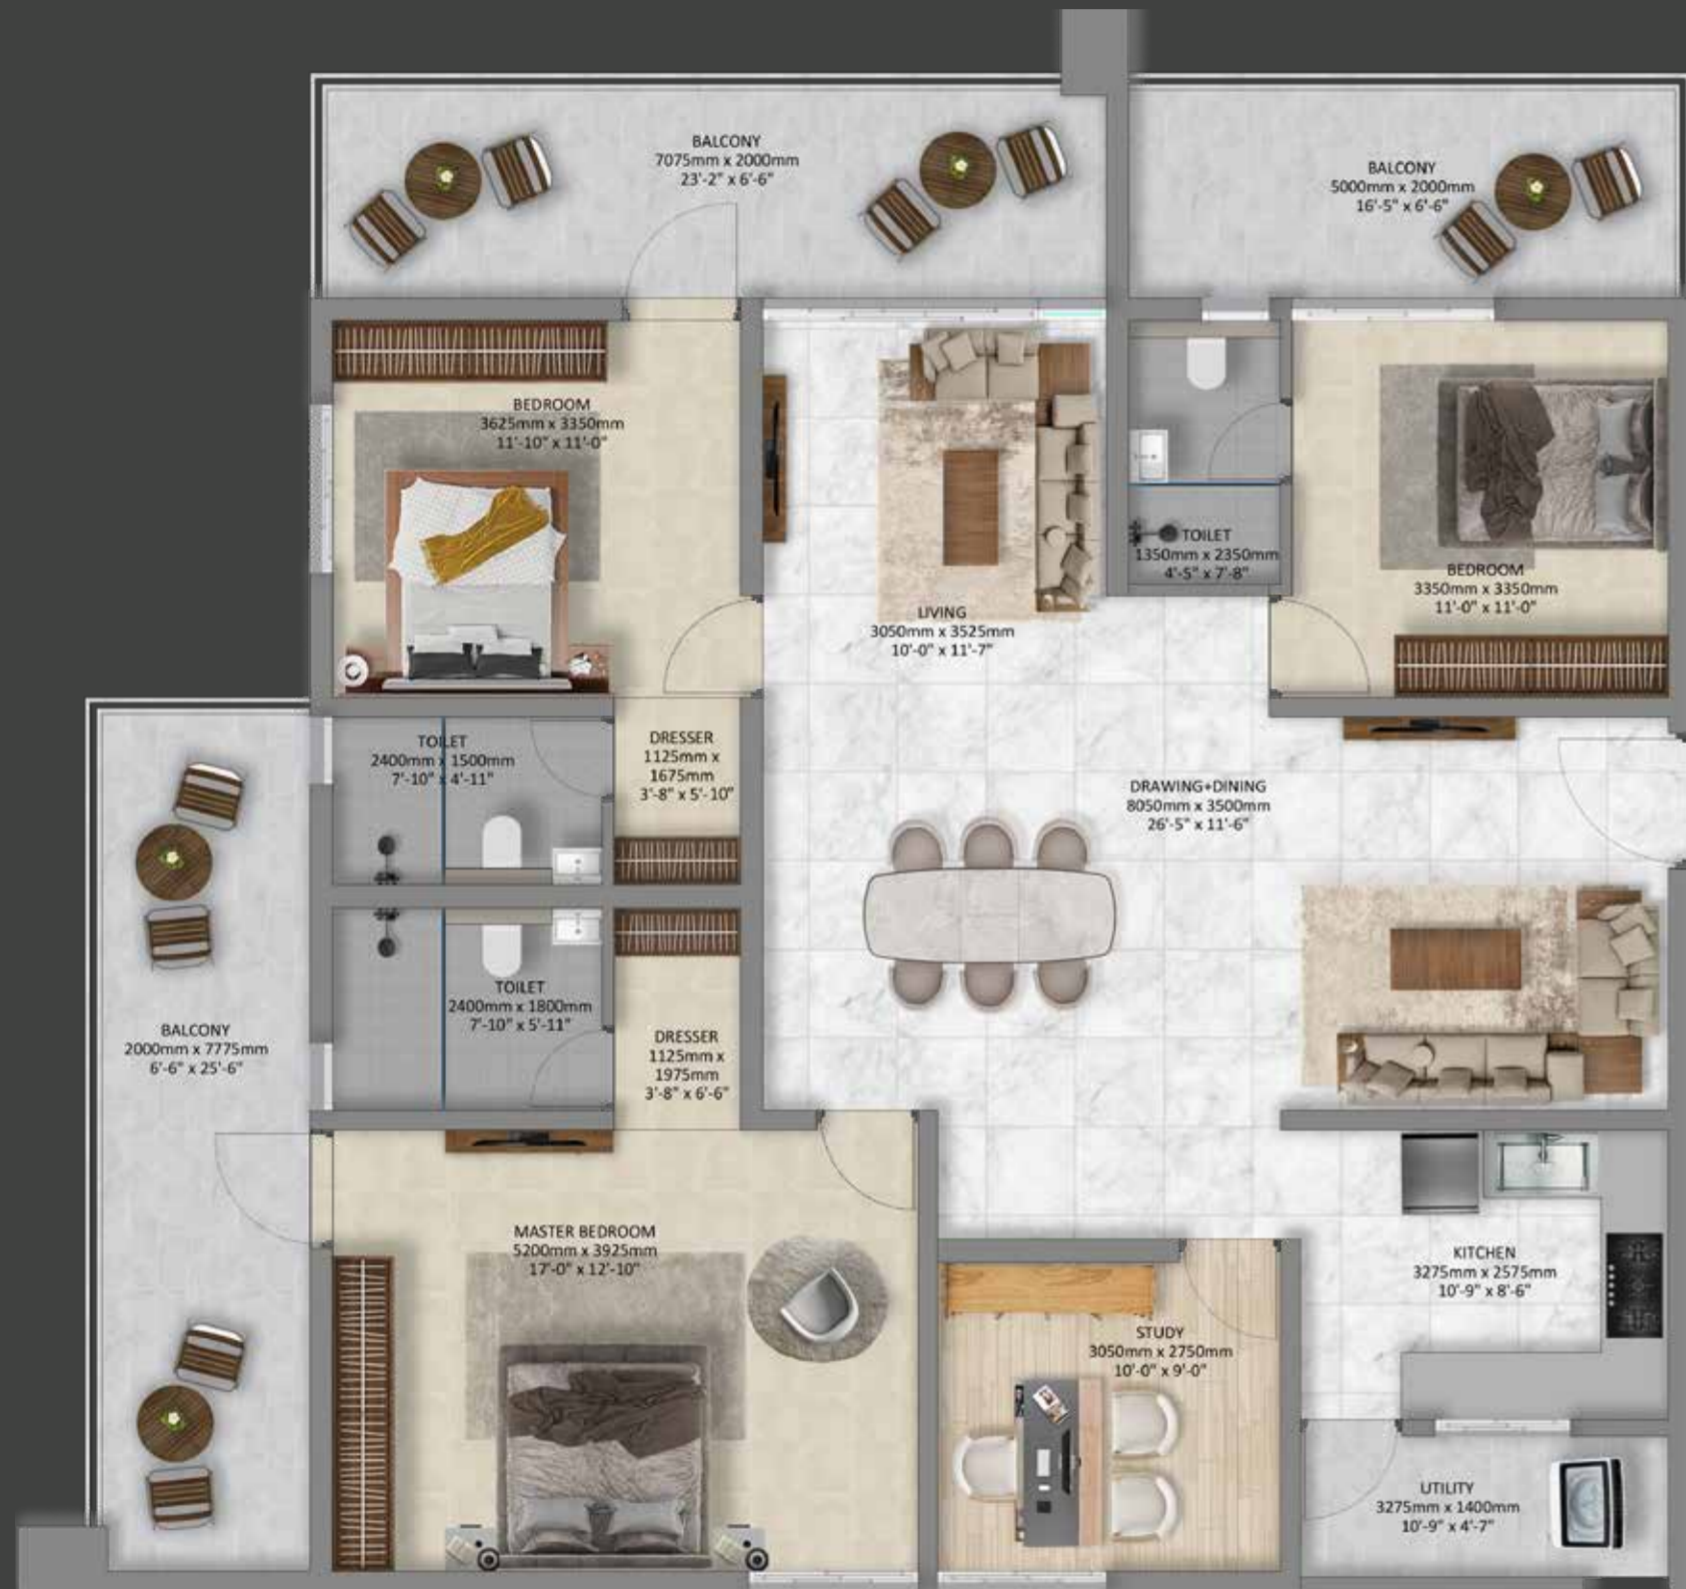 BALCONY
7075mm x 2000mm
23'-2" x 6'-6"
BALCONY
5000mm x 2000mm
16'-5" x 6'-6"
BEDROOM
3625mm x 3350mm
11'-10" x 11'-0"
TOILET
1350mm x 2350mm
4'-5" x 7'-8"
BEDROOM
3350mm x 3350mm
11'-0" x 11'-0"
LIVING
3050mm x 3525mm
10'-0" x 11'-7"
TOILET
2400mm x 1500mm
7'-10" x 4'-11"
DRESSER
1125mm x
1675mm
3'-8" x 5'-10"
DRAWING+DINING
8050mm x 3500mm
26'-5" x 11'-6"
BALCONY
2000mm x 7775mm
6'-6" x 25'-6"
TOILET
2400mm x 1800mm
7'-10" x 5'-11"
DRESSER
1125mm x
1975mm
3'-8" x 6'-6"
MASTER BEDROOM
5200mm x 3925mm
17'-0" x 12'-10"
KITCHEN
3275mm x 2575mm
10'-9" x 8'-6"
STUDY
3050mm x 2750mm
10'-0" x 9'-0"
UTILITY
3275mm x 1400mm
10'-9" x 4'-7"